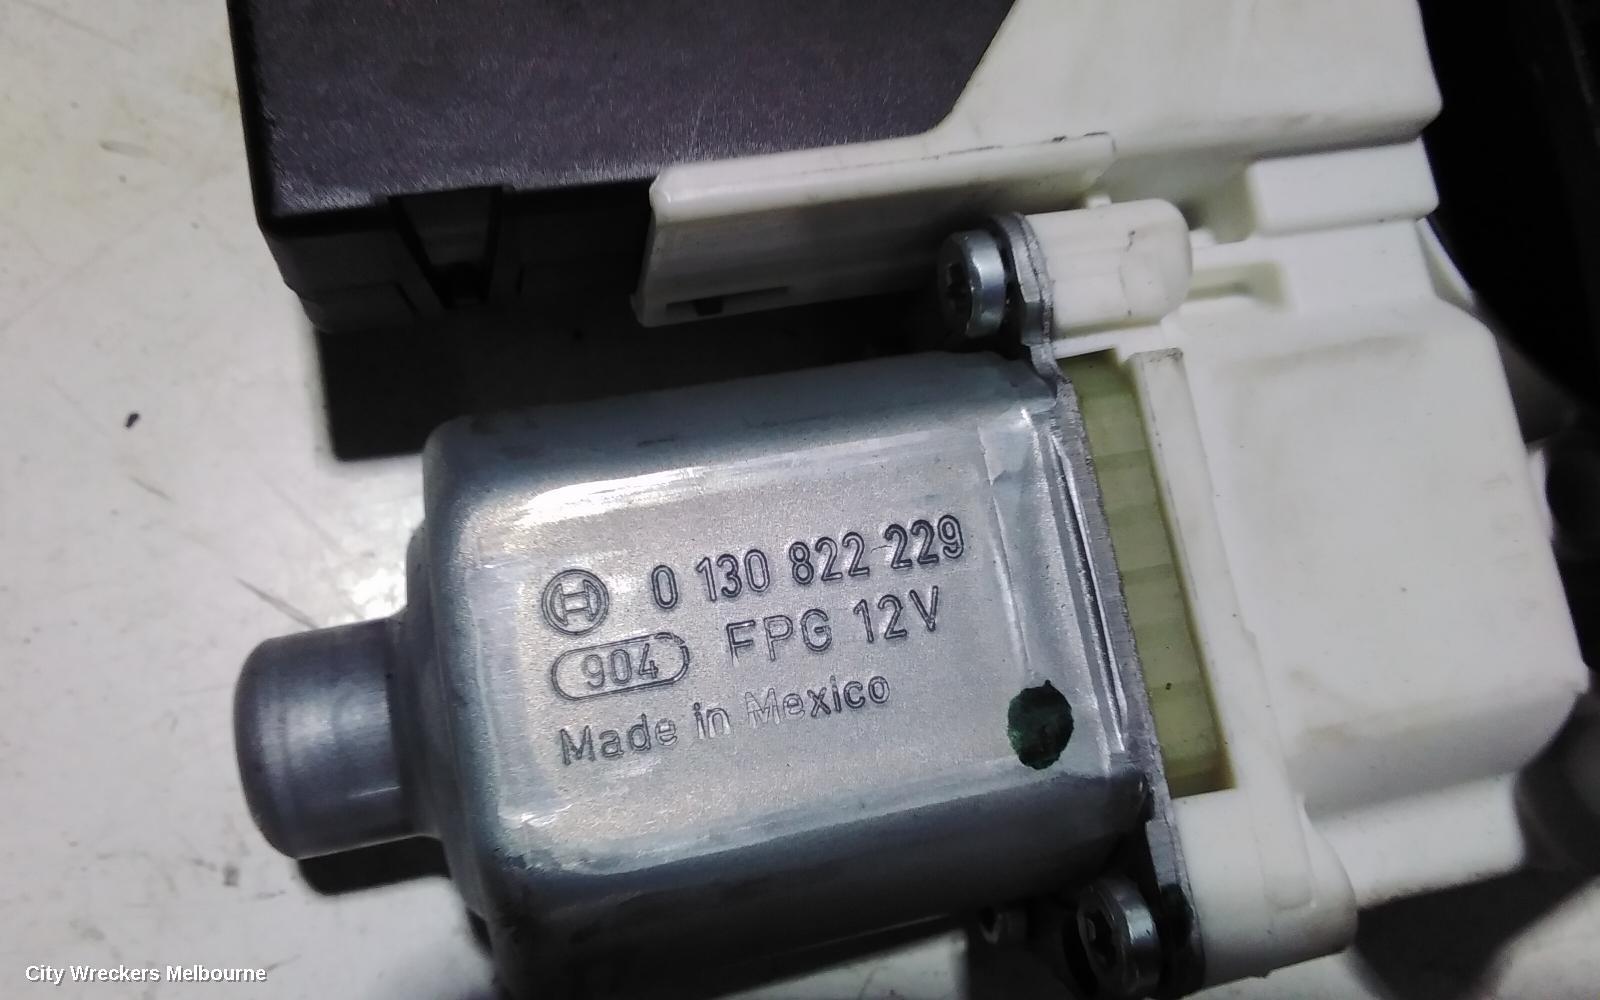 0 130 822 229
904 FPG 12V
Made in Mexico
City Wreckers Melbourne